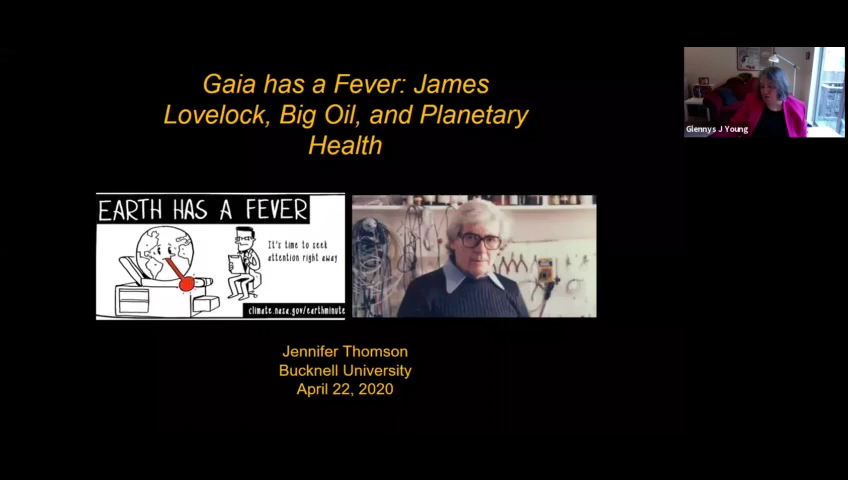 Gaia has a Fever: James
Lovelock, Big Oil, and Planetary
Health
Glennys J Young
EARTH HAS A FEVER
It's time to seek
attention right away
climate.nasa.gov/earthminute
Jennifer Thomson
Bucknell University
April 22, 2020